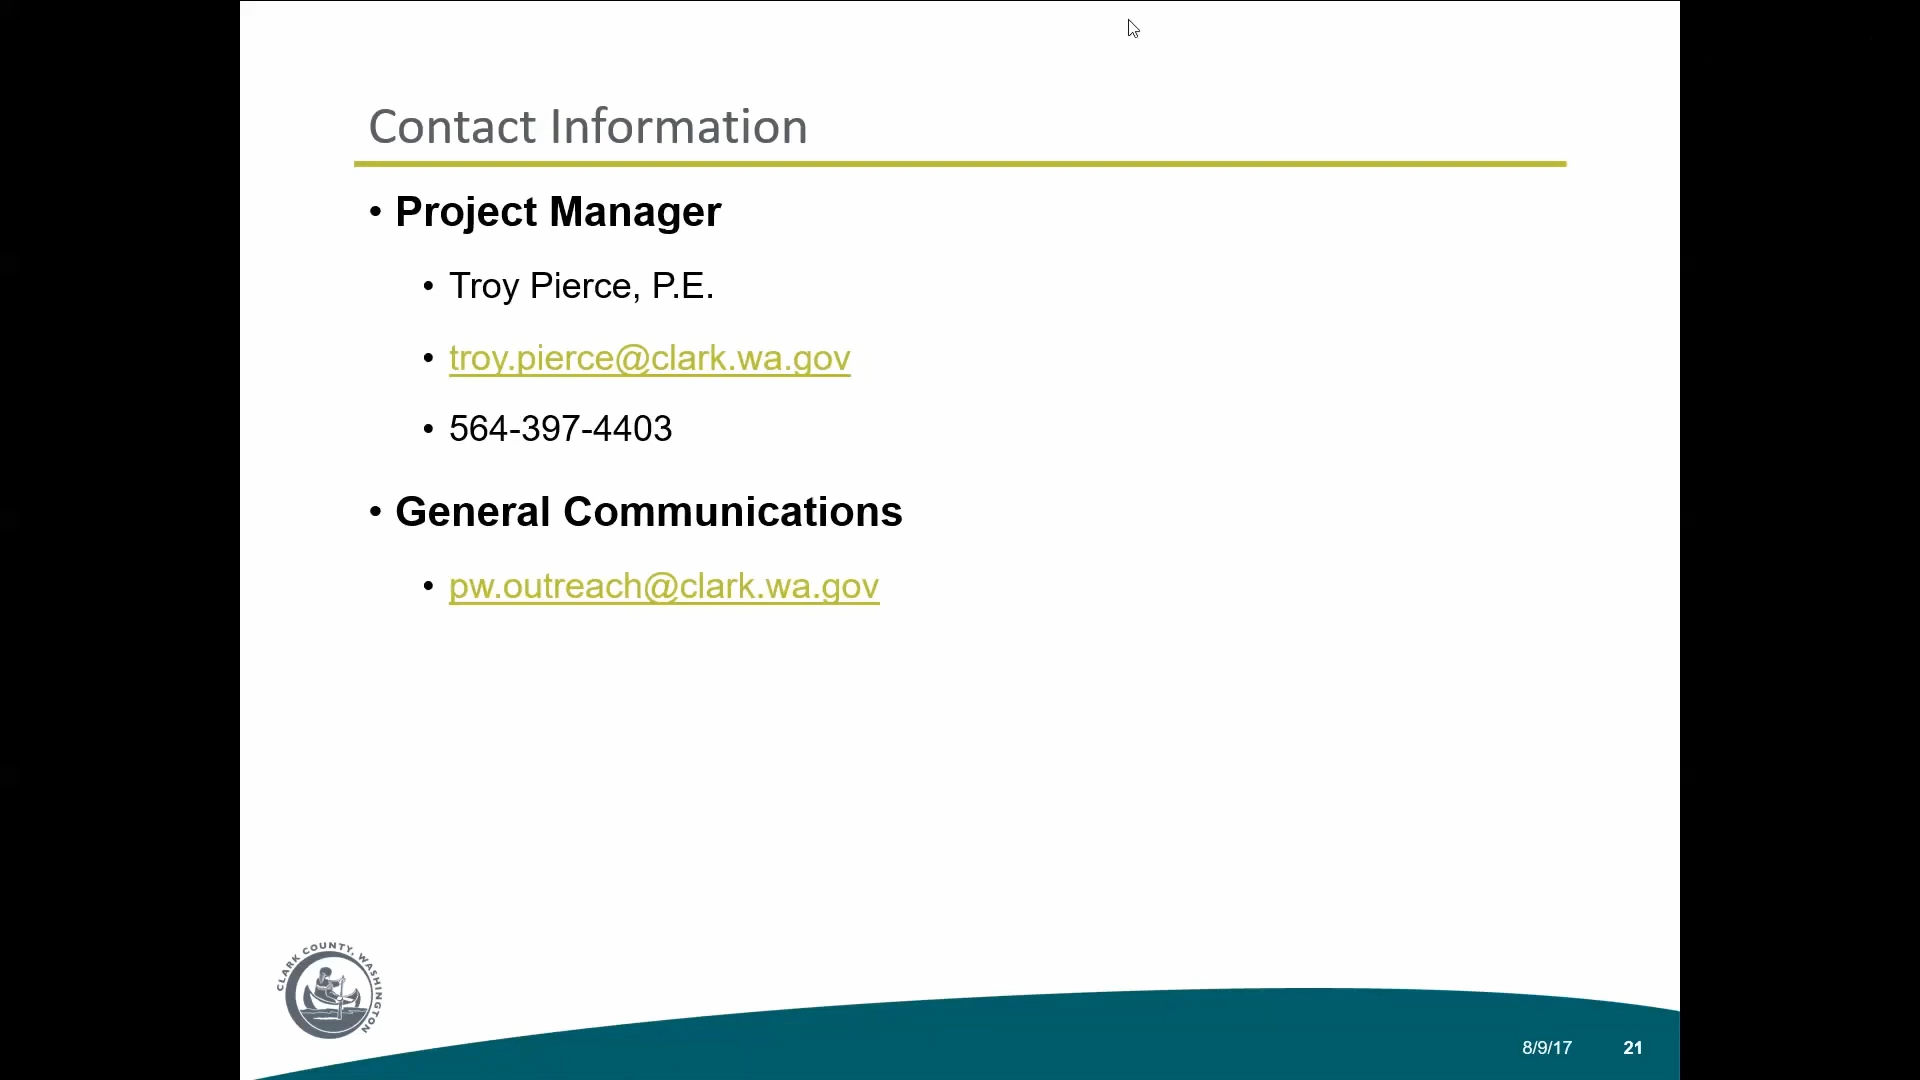 Contact Information
• Project Manager
• Troy Pierce, P.E.
• troy.pierce@clark.wa.gov
• 564-397-4403
• General Communications
• pw.outreach@clark.wa.gov
CLARK COUNTY, WASHINGTON
8/9/17 21